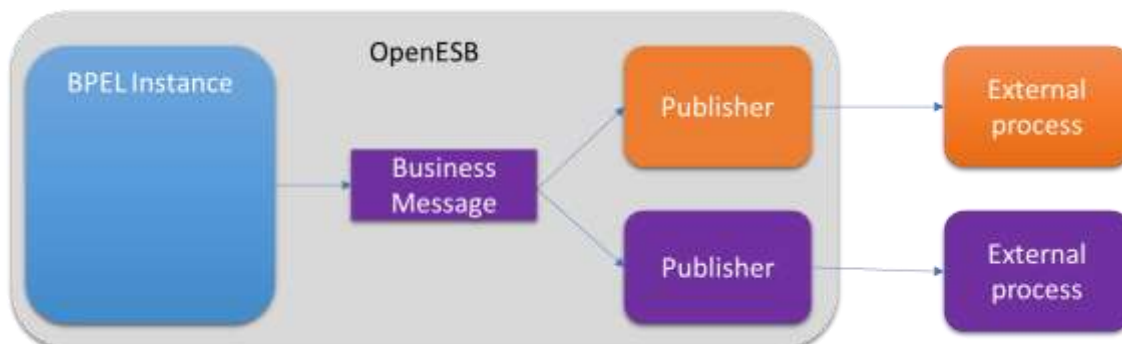 OpenESB
BPEL Instance
Business
Message
Publisher
External
process
Publisher
External
process